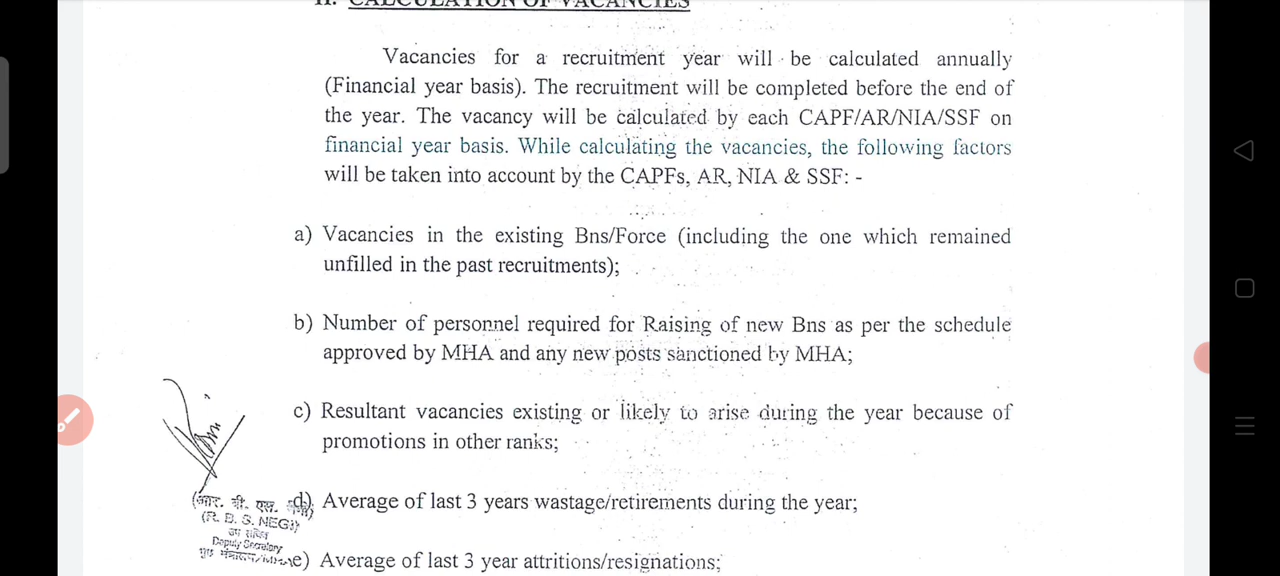 II. CALCULATION OF VACANCIES
Vacancies for a recruitment year will be calculated annually
(Financial year basis). The recruitment will be completed before the end of
the year. The vacancy will be calculated by each CAPF/AR/NIA/SSF on
financial year basis. While calculating the vacancies, the following factors
will be taken into account by the CAPFs, AR, NIA & SSF: -
a) Vacancies in the existing Bns/Force (including the one which remained
unfilled in the past recruitments);
b) Number of personnel required for Raising of new Bns as per the schedule
approved by MHA and any new posts sanctioned by MHA;
c) Resultant vacancies existing or likely to arise during the year because of
promotions in other ranks;
d) Average of last 3 years wastage/retirements during the year;
(आर. बी. एस.
(R. B. S. NEGI)
Deputy Secretary
e) Average of last 3 year attritions/resignations;